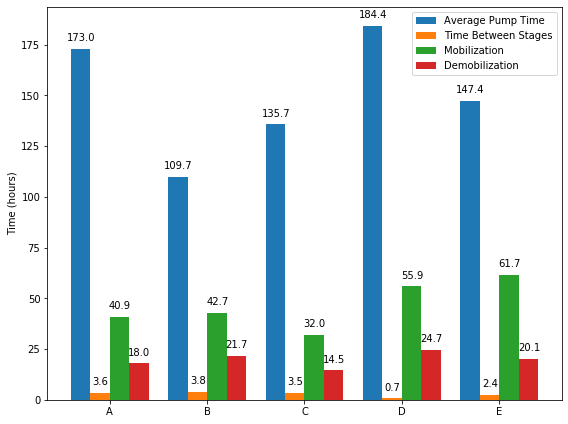 Average Pump Time
Time Between Stages
Mobilization
Demobilization
Time (hours)
175
150
125
100
75
50
25
0
173.0
3.6
40.9
18.0
109.7
3.8
42.7
21.7
135.7
3.5
32.0
14.5
184.4
0.7
55.9
24.7
147.4
2.4
61.7
20.1
A
B
C
D
E